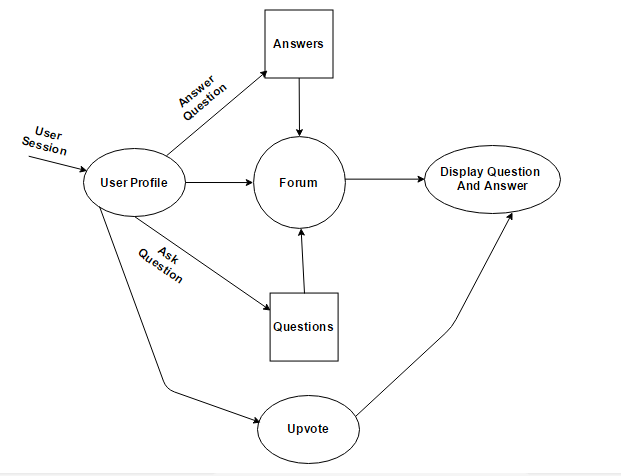 Answers
Answer
Question
User
Session
User Profile
Forum
Display Question
And Answer
Ask
Question
Questions
Upvote